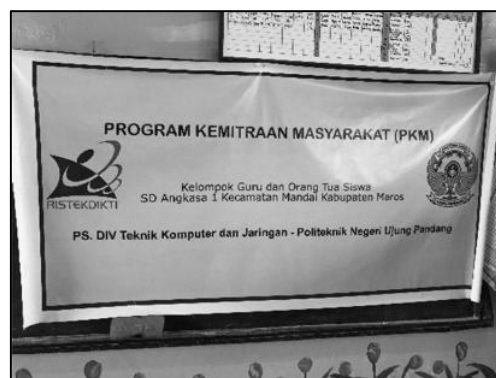 PROGRAM KEMITRAAN MASYARAKAT (PKM)
RISTEKDIKTI
Kelompok Guru dan Orang Tua Siswa
SD Angkasa 1 Kecamatan Mandai Kabupaten Maros
PS. DIV Teknik Komputer dan Jaringan - Politeknik Negeri Ujung Pandang